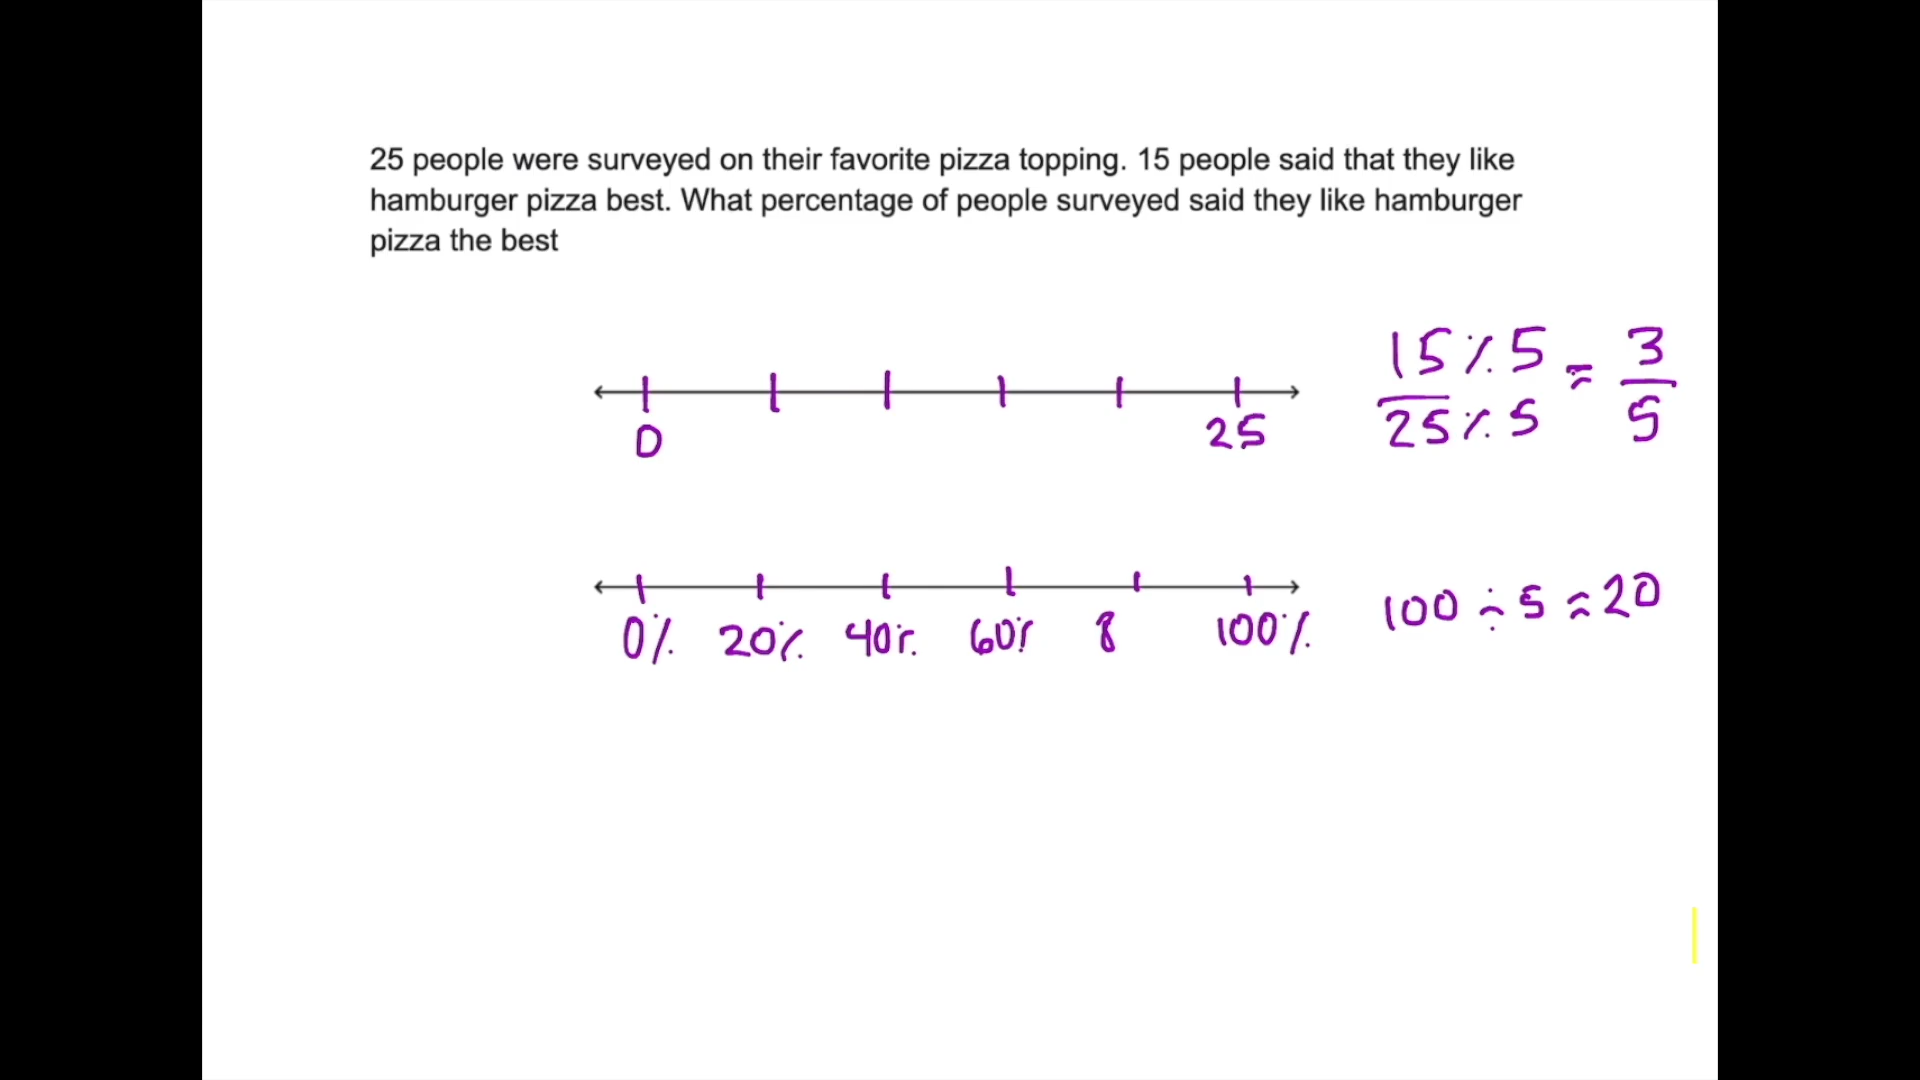 25 people were surveyed on their favorite pizza topping. 15 people said that they like
hamburger pizza best. What percentage of people surveyed said they like hamburger
pizza the best
15 ÷ 5 = 3
25 ÷ 5 5
0 25
100 ÷ 5 = 20
0% 20% 40% 60% 8 100%